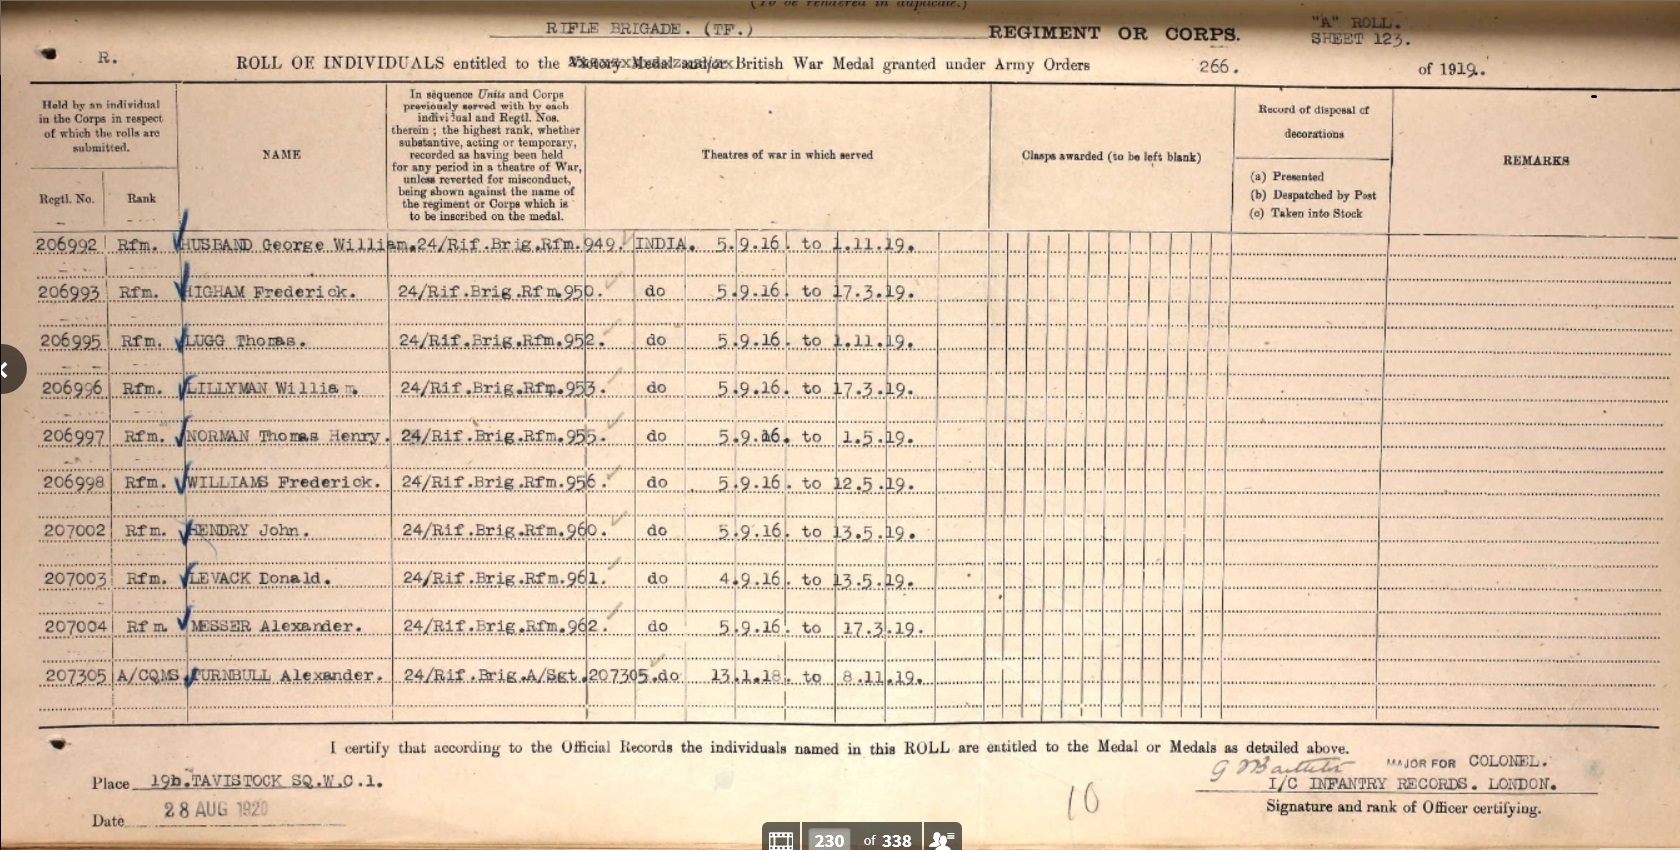 (To be rendered in duplicate.)
RIFLE BRIGADE. (TF.) REGIMENT OR CORPS. "A" ROLL.
SHEET 123.
R.
ROLL OF INDIVIDUALS entitled to the Victory Medal and/or British War Medal granted under Army Orders 266. of 1919.
Held by an individual in the Corps in respect of which the rolls are submitted.
Regtl. No. Rank
NAME
In sequence Units and Corps previously served with by each individual and Regtl. Nos. therein ; the highest rank, whether substantive, acting or temporary, recorded as having been held for any period in a theatre of War, unless reverted for misconduct, being shown against the name of the regiment or Corps which is to be inscribed on the medal.
Theatres of war in which served
Clasps awarded (to be left blank)
Record of disposal of decorations
(a) Presented
(b) Despatched by Post
(c) Taken into Stock
REMARKS
206992 Rfm. HUSBAND George William. 24/Rif.Brig.Rfm.949. INDIA. 5.9.16. to 1.11.19.
206993 Rfm. HIGHAM Frederick. 24/Rif.Brig.Rfm.950. do 5.9.16. to 17.3.19.
206995 Rfm. LUGG Thomas. 24/Rif.Brig.Rfm.952. do 5.9.16. to 1.11.19.
206996 Rfm. LILLYMAN William. 24/Rif.Brig.Rfm.953. do 5.9.16. to 17.3.19.
206997 Rfm. NORMAN Thomas Henry. 24/Rif.Brig.Rfm.955. do 5.9.16. to 1.5.19.
206998 Rfm. WILLIAMS Frederick. 24/Rif.Brig.Rfm.956. do 5.9.16. to 12.5.19.
207002 Rfm. HENDRY John. 24/Rif.Brig.Rfm.960. do 5.9.16. to 13.5.19.
207003 Rfm. LEVACK Donald. 24/Rif.Brig.Rfm.961. do 4.9.16. to 13.5.19.
207004 Rfm. MESSER Alexander. 24/Rif.Brig.Rfm.962. do 5.9.16. to 17.3.19.
207305 A/CQMS. TURNBULL Alexander. 24/Rif.Brig.A/Sgt.207305. do 13.1.18. to 8.11.19.
I certify that according to the Official Records the individuals named in this ROLL are entitled to the Medal or Medals as detailed above.
Place 19b.TAVISTOCK SQ.W.C.1.
Date 28 AUG 1920
10
MAJOR FOR COLONEL.
I/C INFANTRY RECORDS. LONDON.
Signature and rank of Officer certifying.
230 of 338